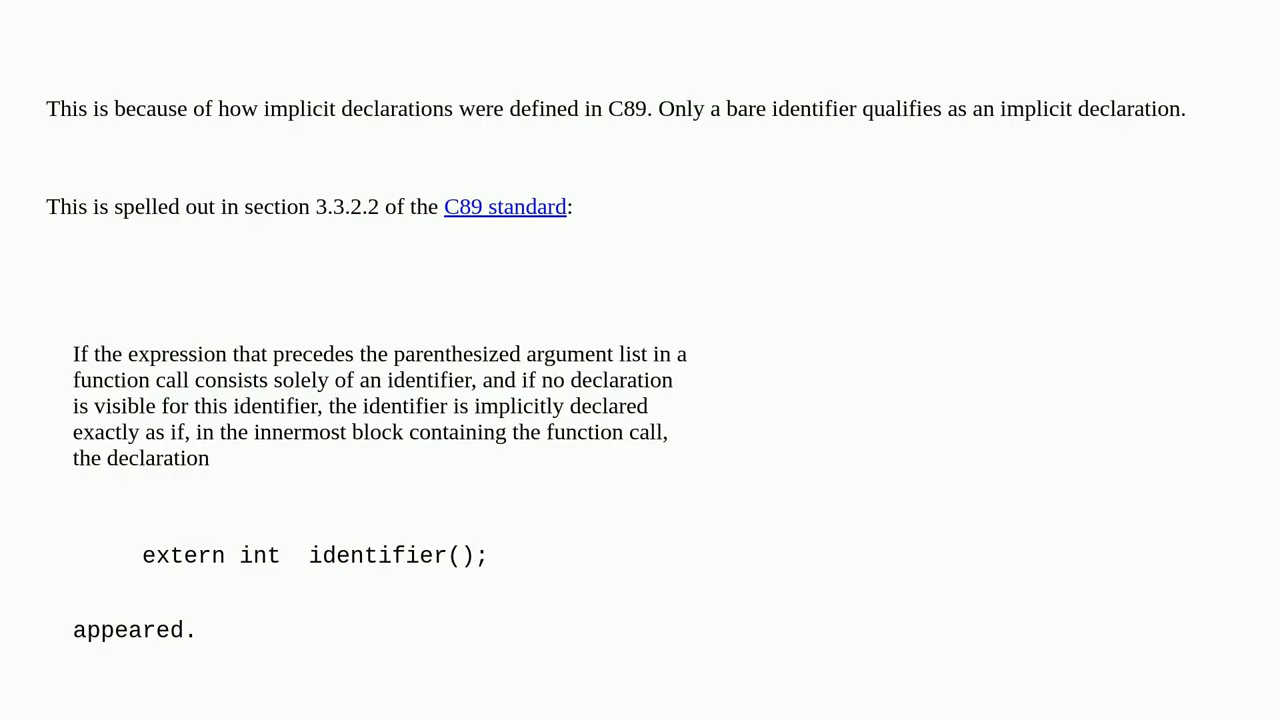 This is because of how implicit declarations were defined in C89. Only a bare identifier qualifies as an implicit declaration.
This is spelled out in section 3.3.2.2 of the C89 standard:
If the expression that precedes the parenthesized argument list in a
function call consists solely of an identifier, and if no declaration
is visible for this identifier, the identifier is implicitly declared
exactly as if, in the innermost block containing the function call,
the declaration
extern int  identifier();
appeared.